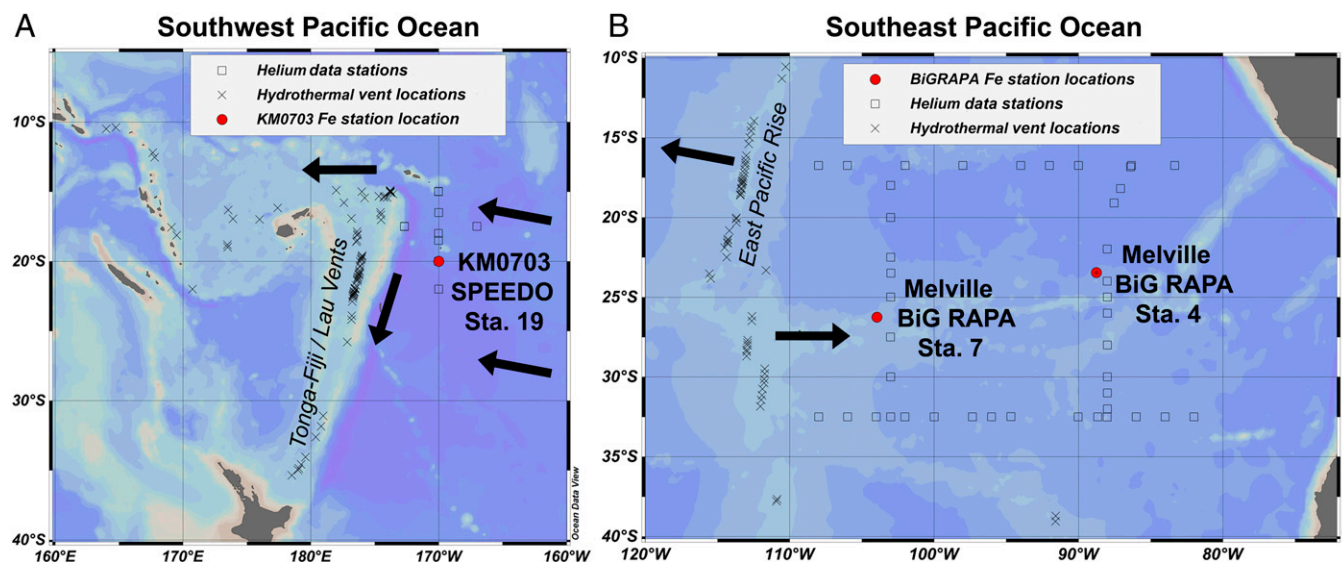 A
Southwest Pacific Ocean
Helium data stations
Hydrothermal vent locations
KM0703 Fe station location
10°S
20°S
30°S
40°S
160°E
170°E
180°E
170°W
160°W
Tonga-Fiji / Lau Vents
KM0703
SPEEDO
Sta. 19
Ocean Data View
B
Southeast Pacific Ocean
BiGRAPA Fe station locations
Helium data stations
Hydrothermal vent locations
10°S
15°S
20°S
25°S
30°S
35°S
40°S
120°W
110°W
100°W
90°W
80°W
East Pacific Rise
Melville
BiG RAPA
Sta. 7
Melville
BiG RAPA
Sta. 4